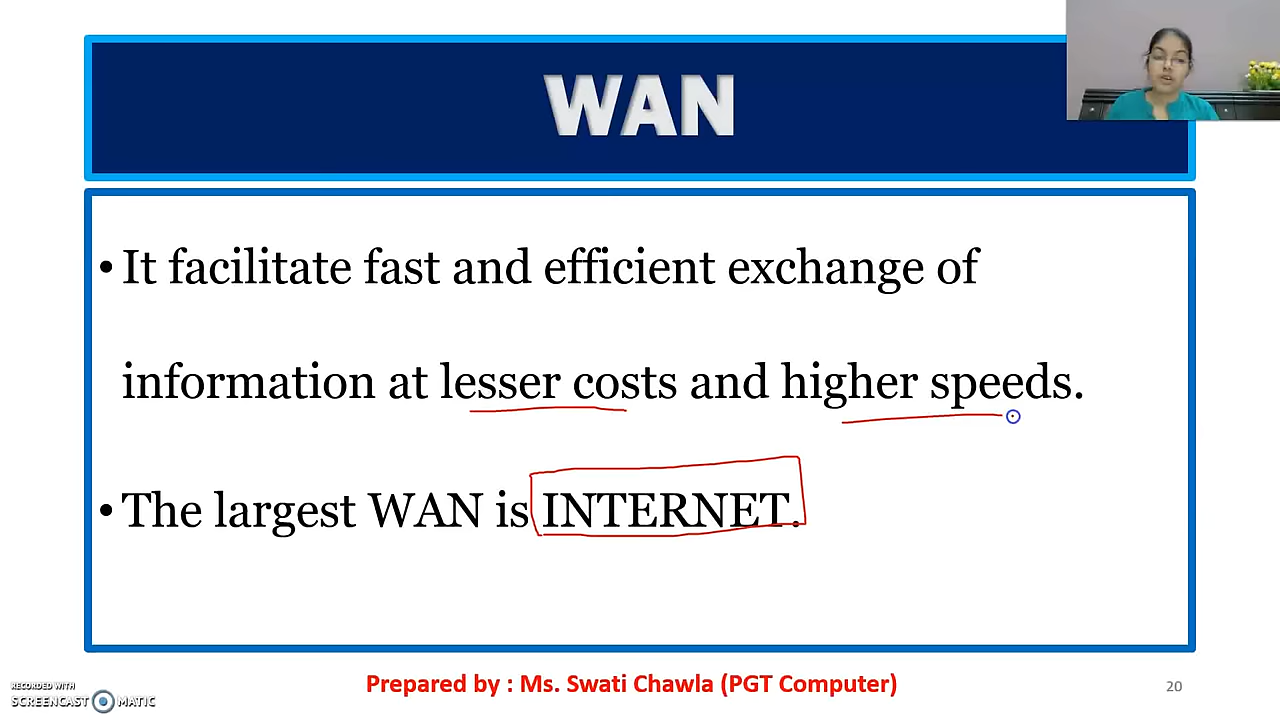 WAN
• It facilitate fast and efficient exchange of
information at lesser costs and higher speeds.
• The largest WAN is INTERNET.
Prepared by : Ms. Swati Chawla (PGT Computer)
20
RECORDED WITH
SCREENCAST MATIC